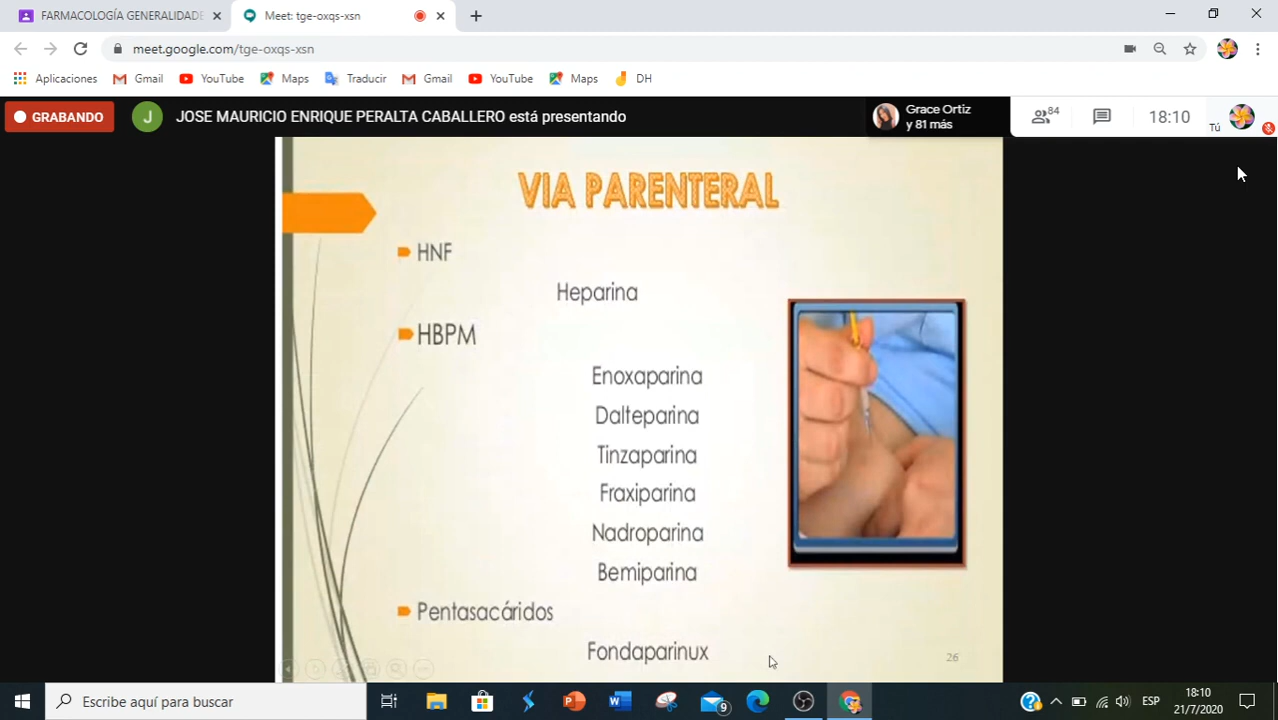 FARMACOLOGÍA GENERALIDADE
Meet: tge-oxqs-xsn
meet.google.com/tge-oxqs-xsn
Aplicaciones
Gmail
YouTube
Maps
Traducir
Gmail
YouTube
Maps
DH
GRABANDO
J
JOSE MAURICIO ENRIQUE PERALTA CABALLERO está presentando
Grace Ortiz
y 81 más
84
18:10
Tú
VIA PARENTERAL
HNF
Heparina
HBPM
Enoxaparina
Dalteparina
Tinzaparina
Fraxiparina
Nadroparina
Bemiparina
Pentasacáridos
Fondaparinux
26
Escribe aquí para buscar
9
ESP
18:10
21/7/2020